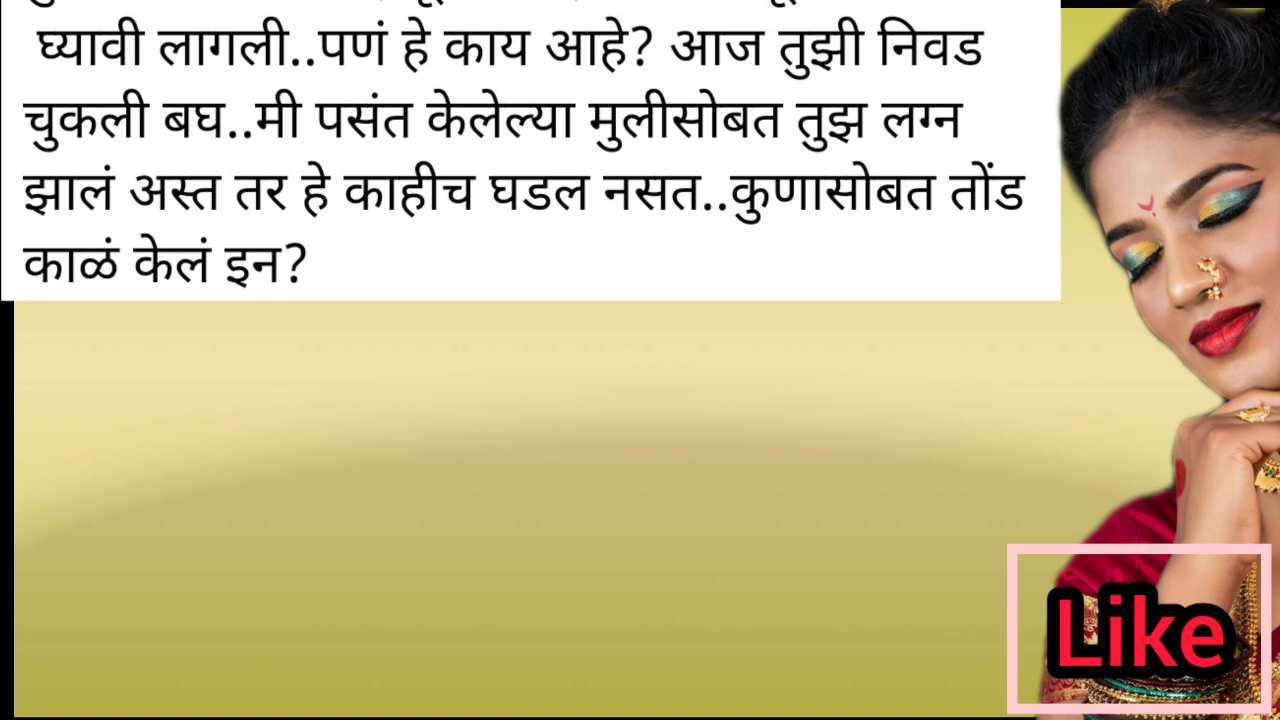 घ्यावी लागली..पणं हे काय आहे? आज तुझी निवड
चुकली बघ..मी पसंत केलेल्या मुलीसोबत तुझ लग्न
झालं अस्त तर हे काहीच घडल नसत..कुणासोबत तोंड
काळं केलं इन?
Like